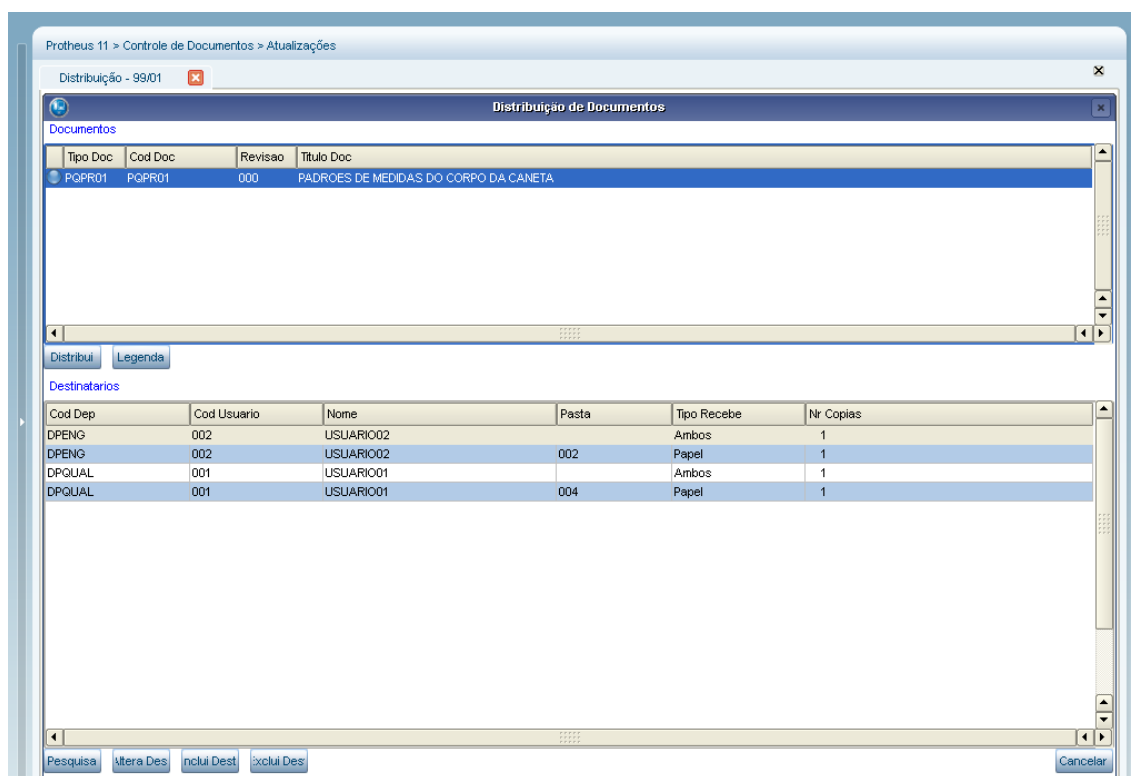 Protheus 11 > Controle de Documentos > Atualizações
Distribuição - 99/01
Distribuição de Documentos
Documentos
Tipo Doc Cod Doc Revisao Titulo Doc
PQPR01 PQPR01 000 PADROES DE MEDIDAS DO CORPO DA CANETA
Distribui Legenda
Destinatarios
Cod Dep Cod Usuario Nome Pasta Tipo Recebe Nr Copias
DPENG 002 USUARIO02 Ambos 1
DPENG 002 USUARIO02 002 Papel 1
DPQUAL 001 USUARIO01 Ambos 1
DPQUAL 001 USUARIO01 004 Papel 1
Pesquisa Altera Des nclui Dest Exclui Des Cancelar